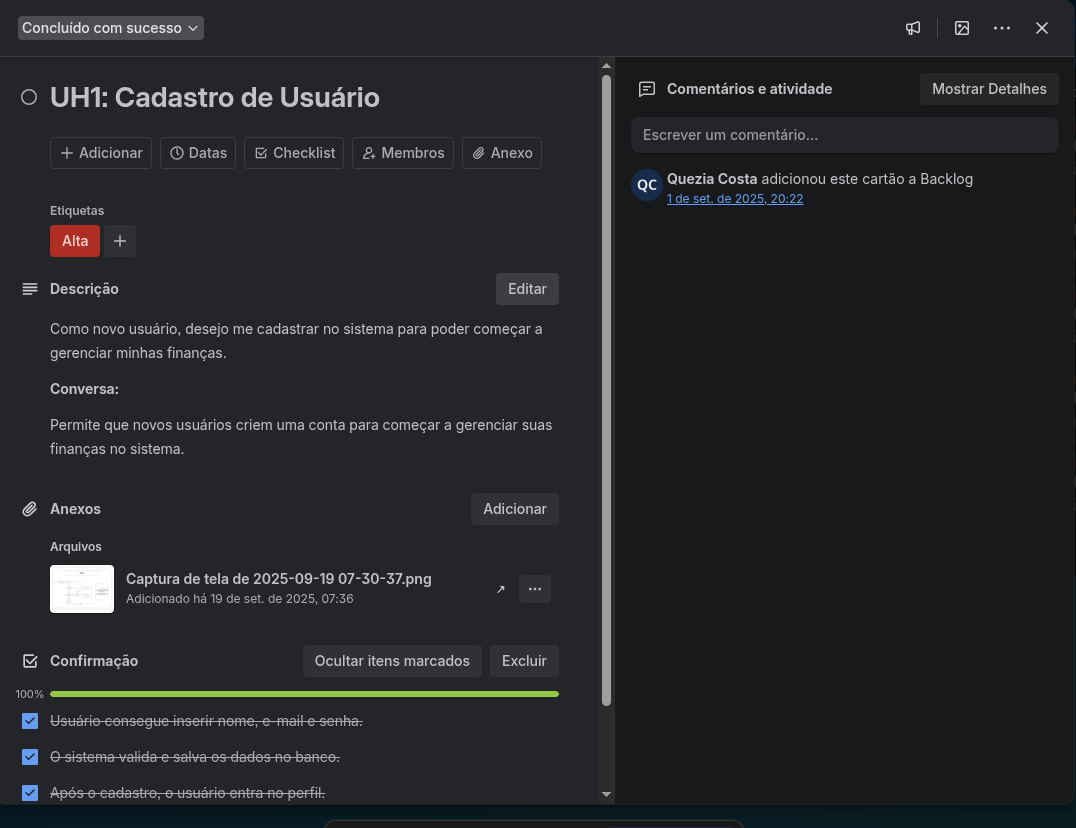 Concluído com sucesso
UH1: Cadastro de Usuário
Adicionar
Datas
Checklist
Membros
Anexo
Etiquetas
Alta
Descrição
Editar
Como novo usuário, desejo me cadastrar no sistema para poder começar a
gerenciar minhas finanças.
Conversa:
Permite que novos usuários criem uma conta para começar a gerenciar suas
finanças no sistema.
Anexos
Adicionar
Arquivos
Captura de tela de 2025-09-19 07-30-37.png
Adicionado há 19 de set. de 2025, 07:36
Confirmação
Ocultar itens marcados
Excluir
100%
Usuário consegue inserir nome, e-mail e senha.
O sistema valida e salva os dados no banco.
Após o cadastro, o usuário entra no perfil.
Comentários e atividade
Mostrar Detalhes
Escrever um comentário...
QC
Quezia Costa adicionou este cartão a Backlog
1 de set. de 2025, 20:22